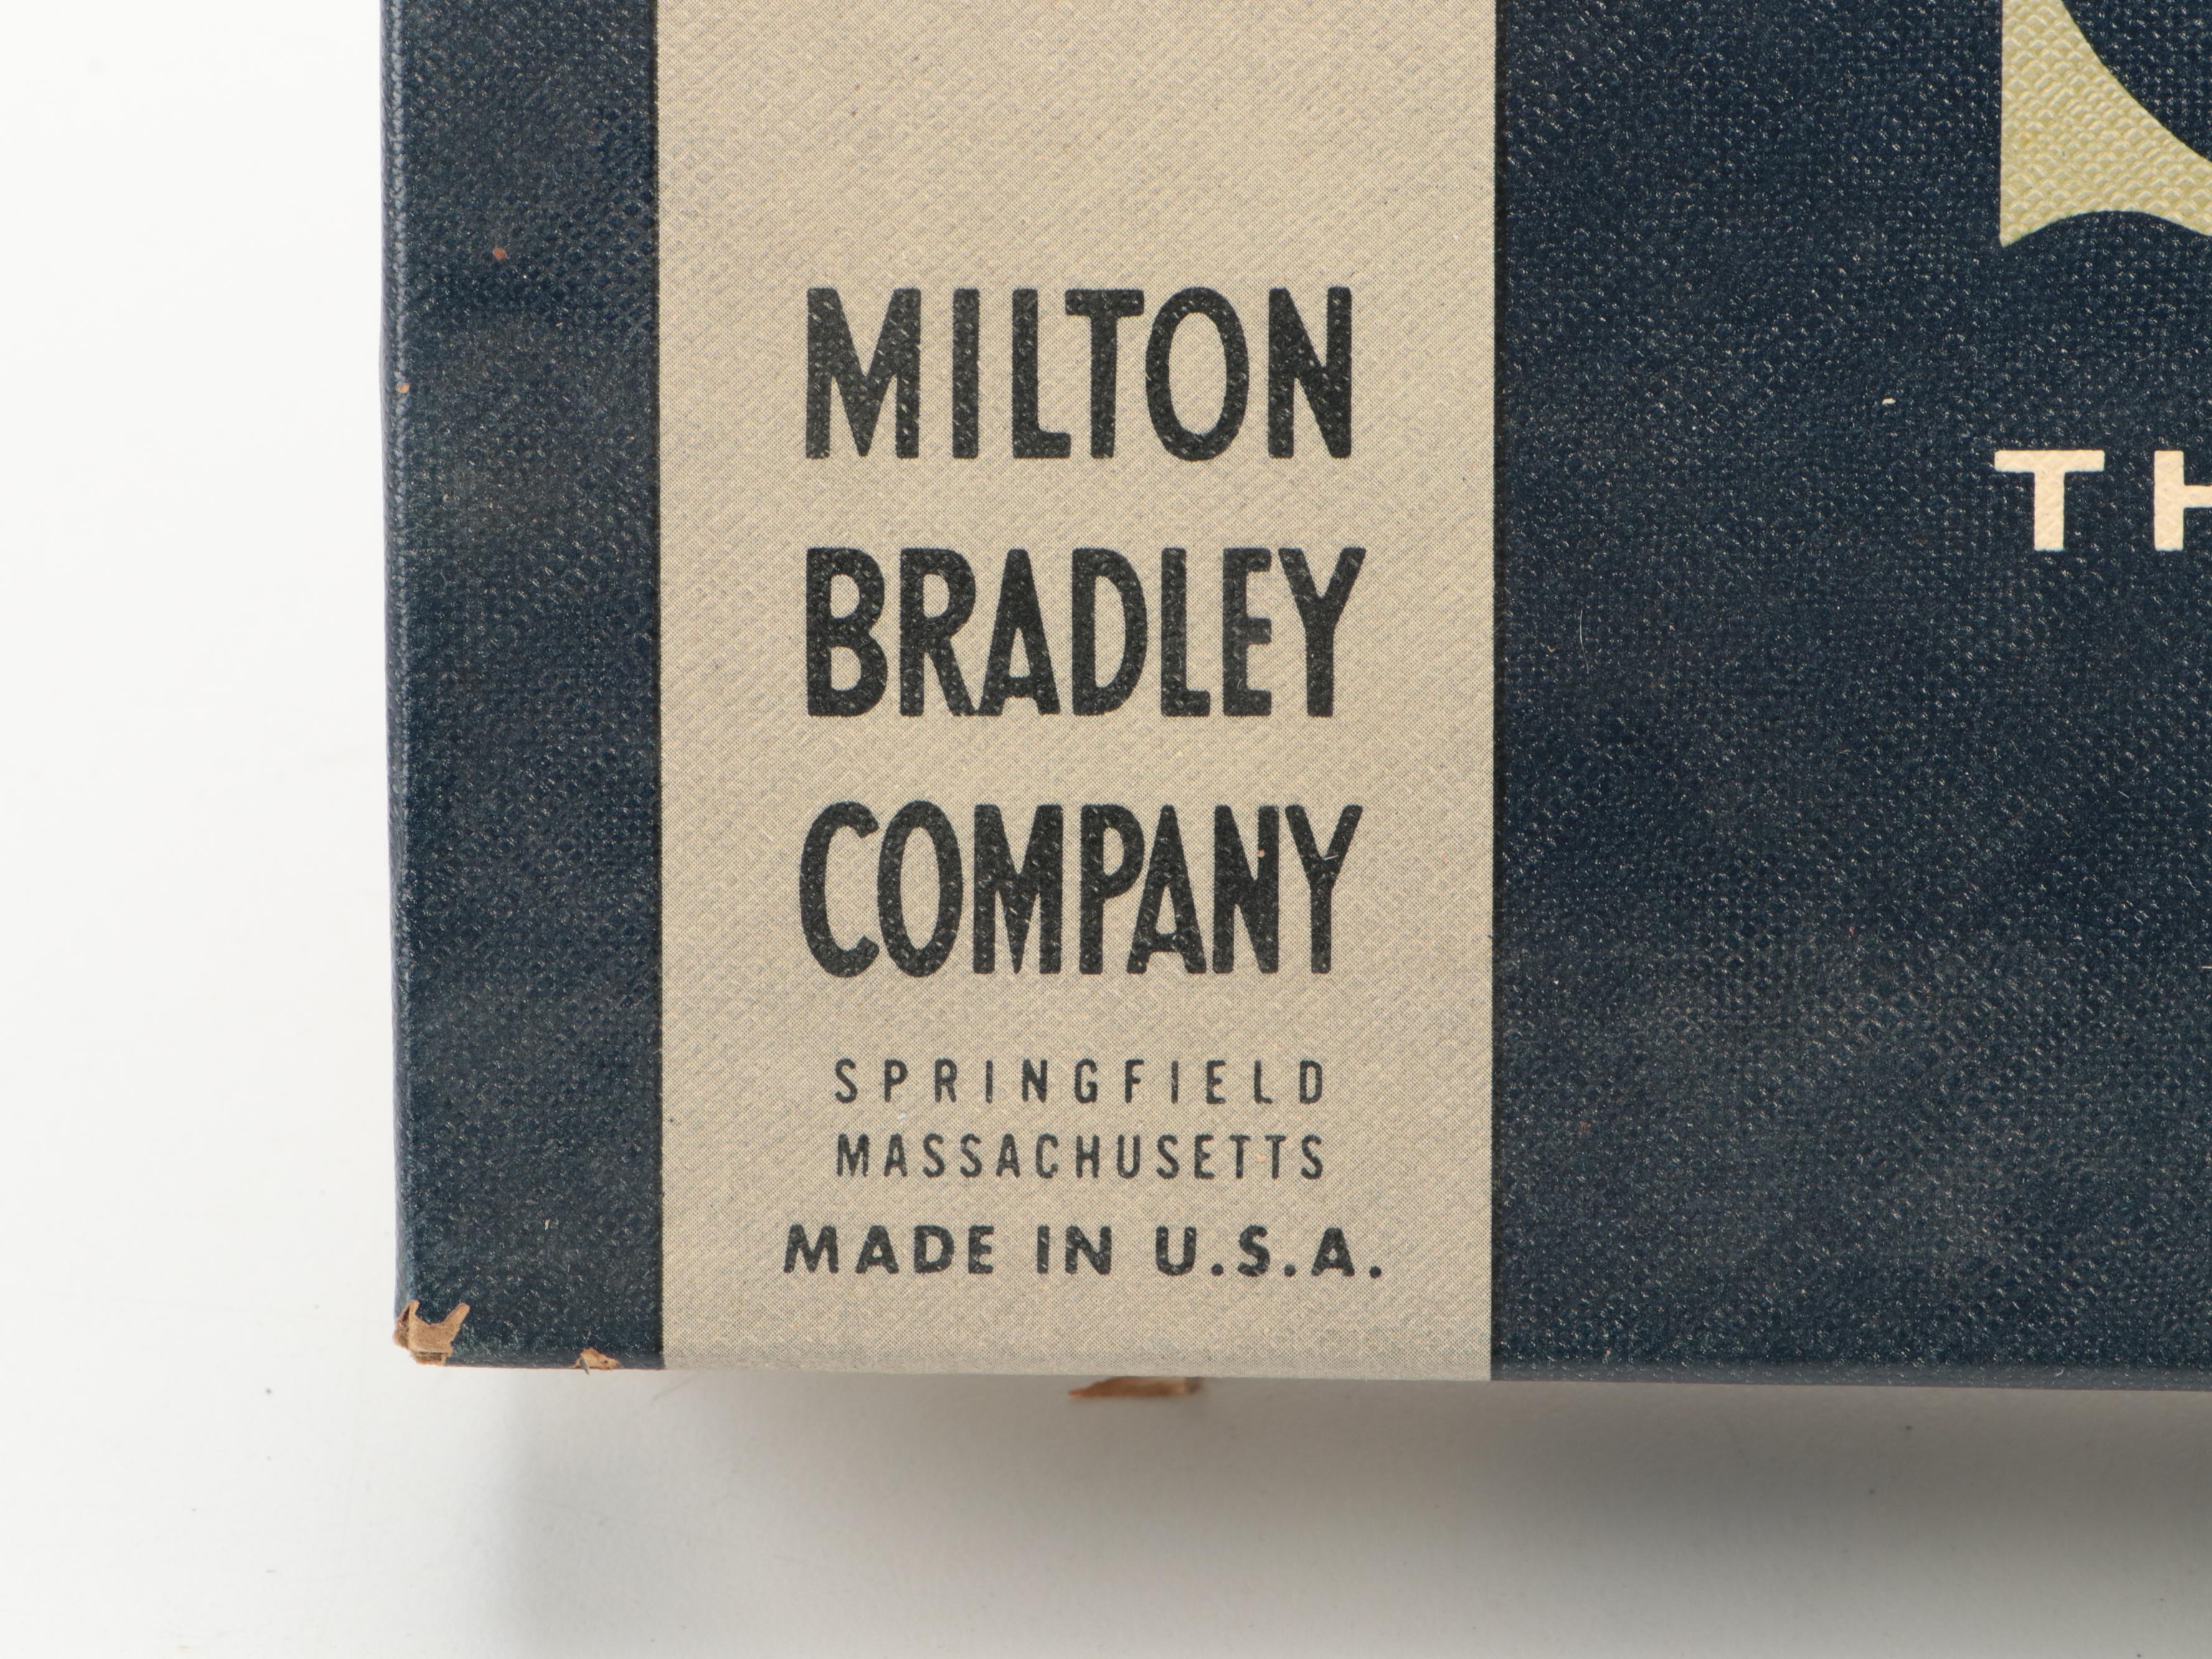 MILTON
BRADLEY
COMPANY
SPRINGFIELD
MASSACHUSETTS
MADE IN U.S.A.